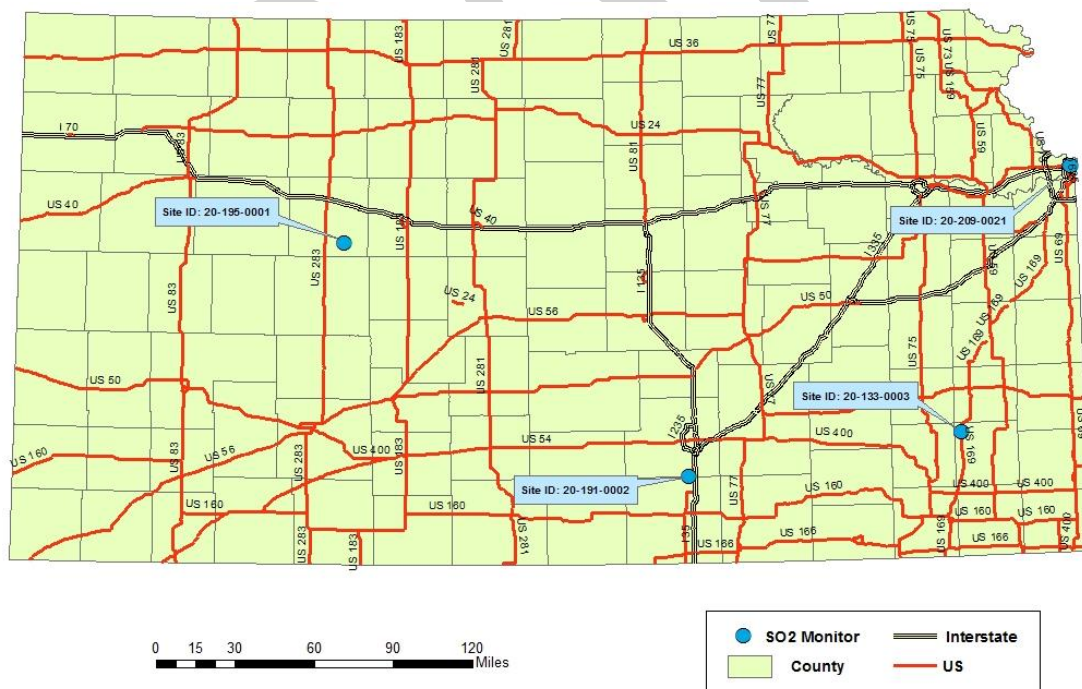 US 281
US 183
US 77
US 75
US 36
US 73
US 75
US 159
US 281
US 77
I 70
US 24
US 81
US 59
US 40
Site ID: 20-195-0001
US 40
US 77
Site ID: 20-209-0021
I 335
US 69
US 283
US 83
US 24
I 135
US 59
US 169
US 50
US 56
US 169
US 169
US 75
US 50
US 281
Site ID: 20-133-0003
I 235
US 54
US 400
US 169
US 160
US 56
US 83
US 400
US 183
US 283
Site ID: 20-191-0002
US 77
US 160
US 400
US 400
US 160
US 160
US 160
US 160
US 283
US 183
US 281
I 35
US 166
US 166
US 169
US 166
US 400
0 15 30 60 90 120
Miles
SO2 Monitor
Interstate
County
US